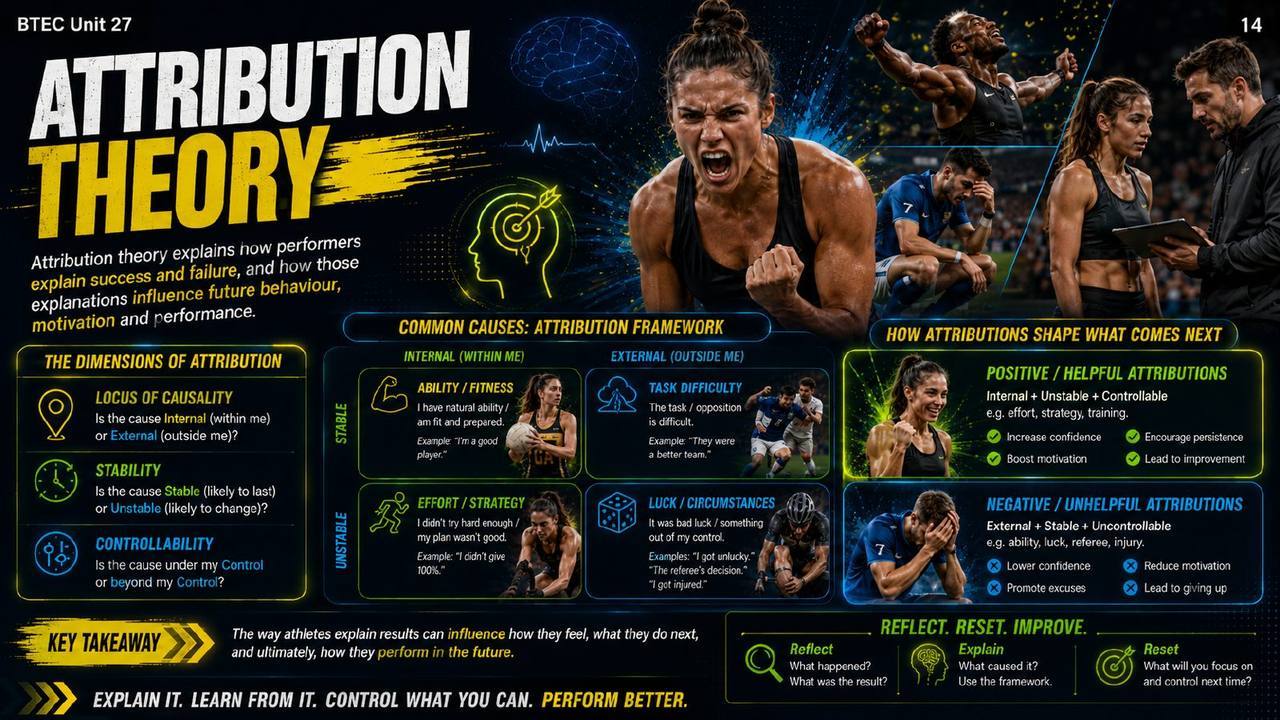 BTEC Unit 27
14
ATTRIBUTION
THEORY
Attribution theory explains how performers
explain success and failure, and how those
explanations influence future behaviour,
motivation and performance.
THE DIMENSIONS OF ATTRIBUTION
LOCUS OF CAUSALITY
Is the cause Internal (within me)
or External (outside me)?
STABILITY
Is the cause Stable (likely to last)
or Unstable (likely to change)?
CONTROLLABILITY
Is the cause under my Control
or beyond my Control?
COMMON CAUSES: ATTRIBUTION FRAMEWORK
INTERNAL (WITHIN ME)
EXTERNAL (OUTSIDE ME)
STABLE
ABILITY / FITNESS
I have natural ability /
am fit and prepared.
Example: "I'm a good
player."
GA
TASK DIFFICULTY
The task / opposition
is difficult.
Example: "They were
a better team."
UNSTABLE
EFFORT / STRATEGY
I didn't try hard enough /
my plan wasn't good.
Example: "I didn't give
100%."
LUCK / CIRCUMSTANCES
It was bad luck / something
out of my control.
Examples: "I got unlucky."
"The referee's decision."
"I got injured."
7
HOW ATTRIBUTIONS SHAPE WHAT COMES NEXT
POSITIVE / HELPFUL ATTRIBUTIONS
Internal + Unstable + Controllable
e.g. effort, strategy, training.
Increase confidence
Encourage persistence
Boost motivation
Lead to improvement
NEGATIVE / UNHELPFUL ATTRIBUTIONS
External + Stable + Uncontrollable
e.g. ability, luck, referee, injury.
Lower confidence
Reduce motivation
Promote excuses
Lead to giving up
7
KEY TAKEAWAY
The way athletes explain results can influence how they feel, what they do next,
and ultimately, how they perform in the future.
EXPLAIN IT. LEARN FROM IT. CONTROL WHAT YOU CAN. PERFORM BETTER.
REFLECT. RESET. IMPROVE.
Reflect
What happened?
What was the result?
Explain
What caused it?
Use the framework.
Reset
What will you focus on
and control next time?